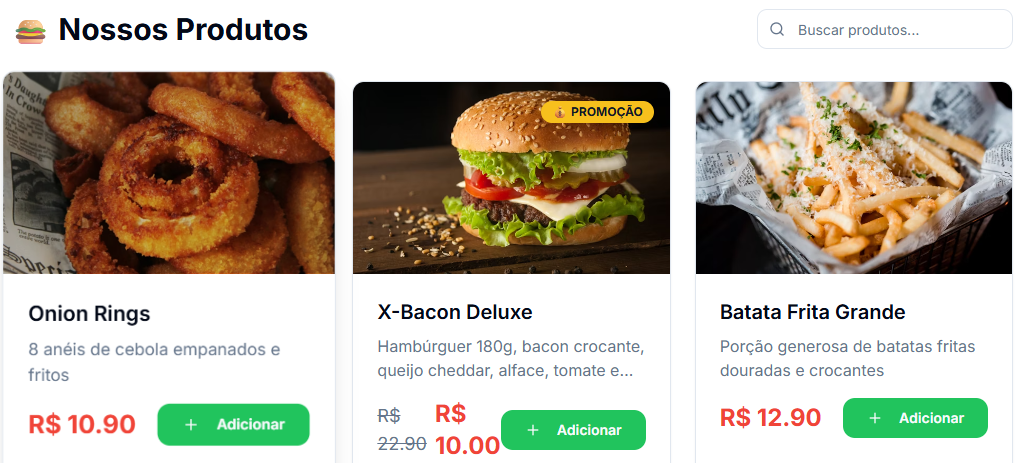 Nossos Produtos
Buscar produtos...
PROMOÇÃO
Onion Rings
8 anéis de cebola empanados e
fritos
R$ 10.90
+ Adicionar
X-Bacon Deluxe
Hambúrguer 180g, bacon crocante,
queijo cheddar, alface, tomate e...
R$ 22.90
R$ 10.00
+ Adicionar
Batata Frita Grande
Porção generosa de batatas fritas
douradas e crocantes
R$ 12.90
+ Adicionar